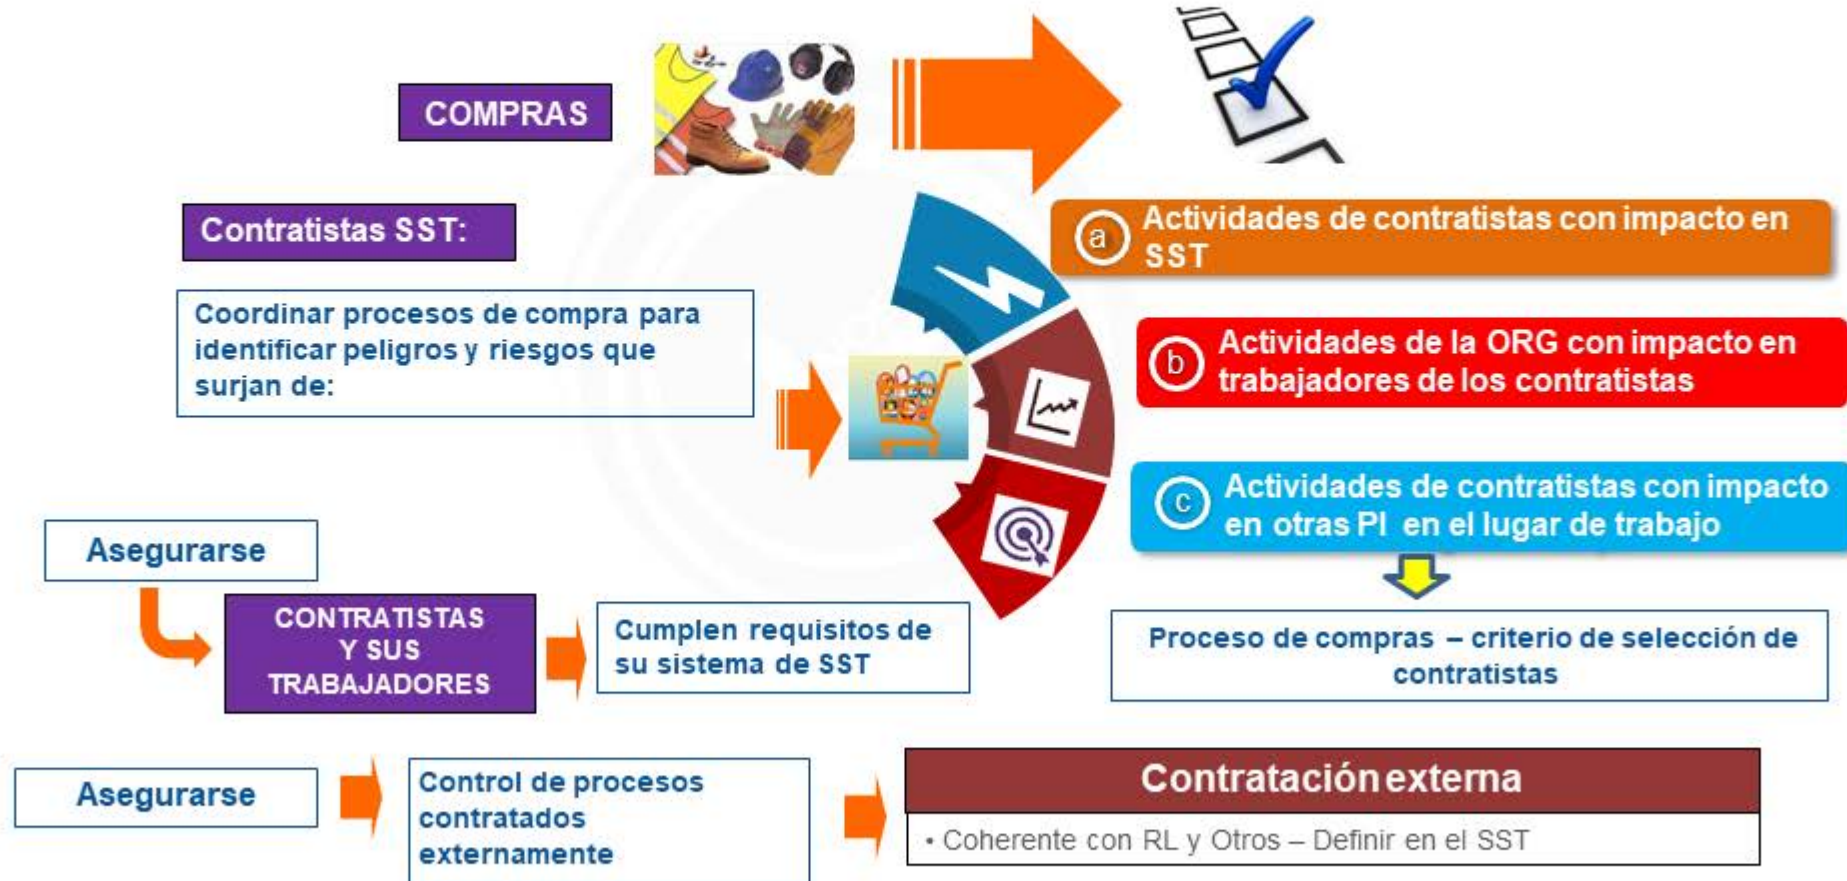 COMPRAS
Contratistas SST:
Coordinar procesos de compra para
identificar peligros y riesgos que
surjan de:
a
Actividades de contratistas con impacto en
SST
b
Actividades de la ORG con impacto en
trabajadores de los contratistas
c
Actividades de contratistas con impacto
en otras PI en el lugar de trabajo
Proceso de compras – criterio de selección de
contratistas
Asegurarse
CONTRATISTAS
Y SUS
TRABAJADORES
Cumplen requisitos de
su sistema de SST
Asegurarse
Control de procesos
contratados
externamente
Contratación externa
• Coherente con RL y Otros – Definir en el SST